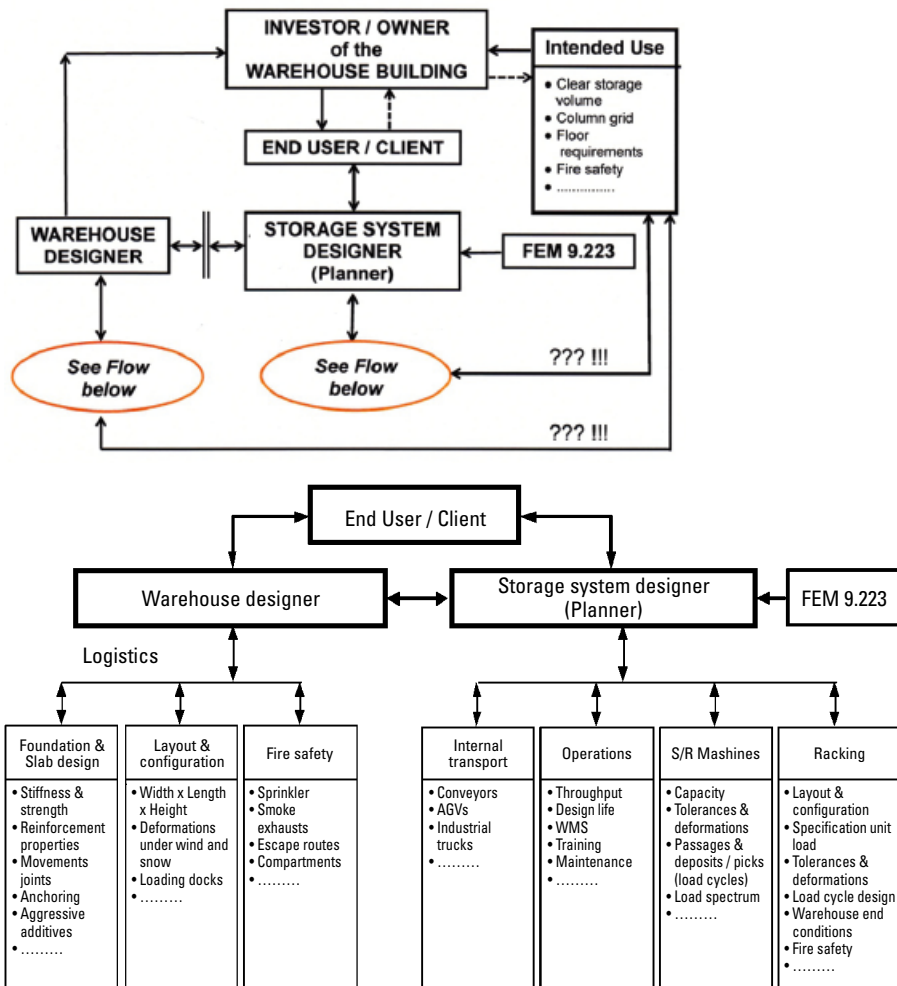 INVESTOR / OWNER
of the
WAREHOUSE BUILDING
Intended Use
● Clear storage
volume
● Column grid
● Floor
requirements
● Fire safety
● ................
END USER / CLIENT
WAREHOUSE
DESIGNER
STORAGE SYSTEM
DESIGNER
(Planner)
FEM 9.223
See Flow
below
See Flow
below
??? !!!
??? !!!
End User / Client
Warehouse designer
Storage system designer
(Planner)
FEM 9.223
Logistics
Foundation &
Slab design
• Stiffness &
strength
• Reinforcement
properties
• Movements
joints
• Anchoring
• Aggressive
additives
• ………
Layout &
configuration
• Width x Length
x Height
• Deformations
under wind and
snow
• Loading docks
• ………
Fire safety
• Sprinkler
• Smoke
exhausts
• Escape routes
• Compartments
• ………
Internal
transport
• Conveyors
• AGVs
• Industrial
trucks
• ………
Operations
• Throughput
• Design life
• WMS
• Training
• Maintenance
• ………
S/R Mashines
• Capacity
• Tolerances &
deformations
• Passages &
deposits / picks
(load cycles)
• Load spectrum
• ………
Racking
• Layout &
configuration
• Specification unit
load
• Tolerances &
deformations
• Load cycle design
• Warehouse end
conditions
• Fire safety
• ………